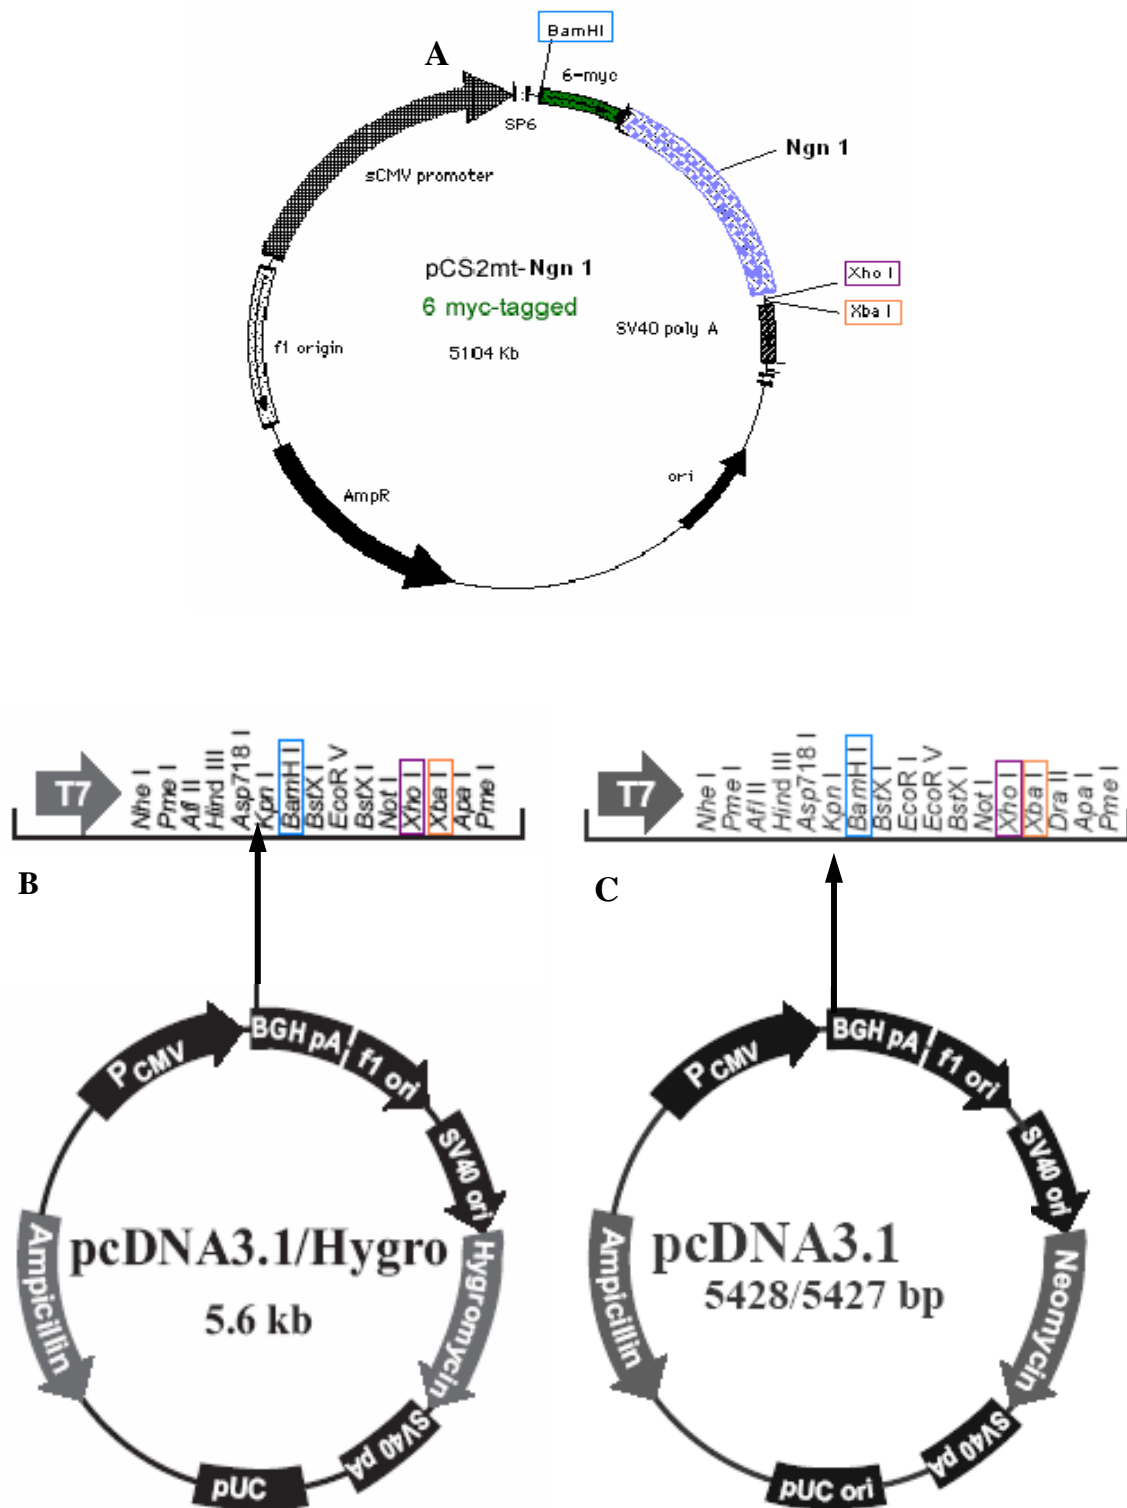 BamHI
A
6-myc
SP6
Ngn 1
sCMV promoter
pCS2mt-Ngn 1
6 myc-tagged
5104 Kb
Xho I
Xba I
SV40 poly A
f1 origin
ori
AmpR
T7
Nhe I
Pme I
Afl II
Hind III
Asp718 I
Kpn I
BamH I
BstX I
EcoR V
BstX I
Not I
Xho I
Xba I
Apa I
Pme I
T7
Nhe I
Pme I
Afl II
Hind III
Asp718 I
Kpn I
BamH I
BstX I
EcoR I
EcoR V
BstX I
Not I
Xho I
Xba I
Dra II
Apa I
Pme I
B
C
PCMV
BGH pA
f1 ori
SV40 ori
Hygromycin
SV40 pA
pUC
Ampicillin
pcDNA3.1/Hygro
5.6 kb
PCMV
BGH pA
f1 ori
SV40 ori
Neomycin
SV40 pA
pUC ori
Ampicillin
pcDNA3.1
5428/5427 bp